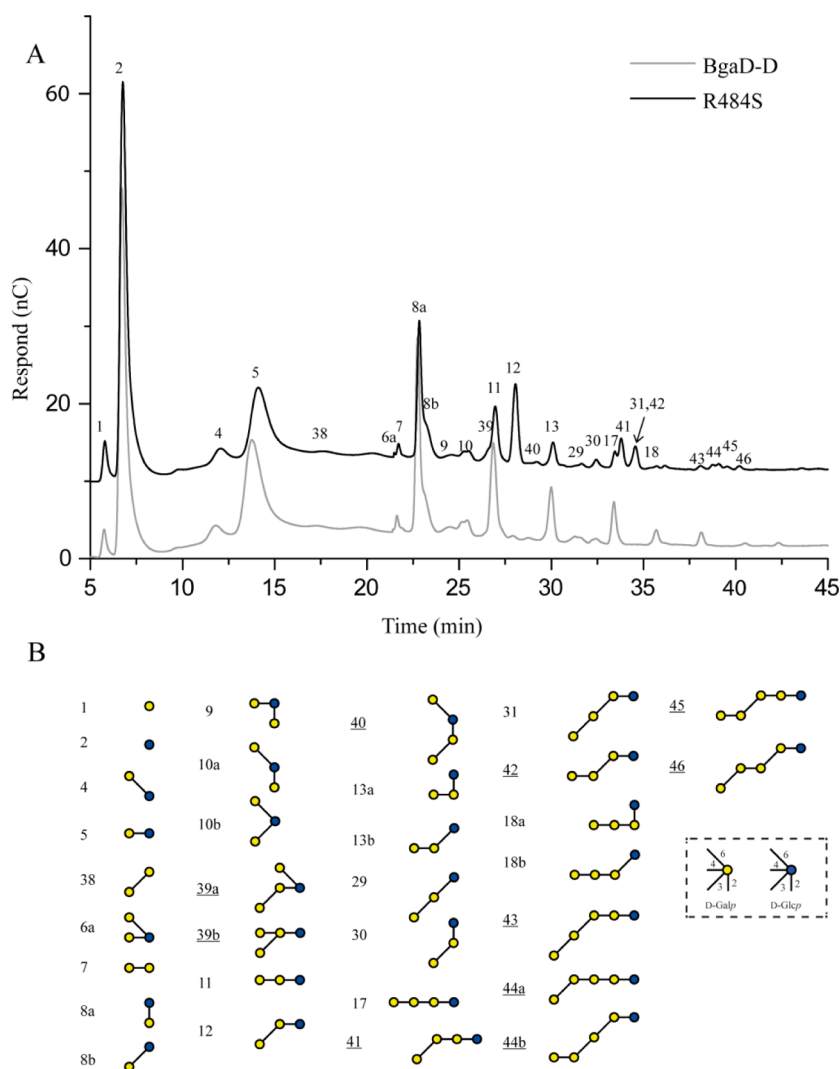 A
2
BgaD-D
R484S
60
40
20
0
Respond (nC)
1
4
5
38
6a
7
8a
8b
9
10
39
11
12
40
13
29
30
17
41
31,42
18
43
44
45
46
5 10 15 20 25 30 35 40 45
Time (min)
B
1
2
4
5
38
6a
7
8a
8b
9
10a
10b
39a
39b
11
12
40
13a
13b
29
30
17
41
31
42
18a
18b
43
44a
44b
45
46
6 6
4 4
3 2 3 2
D-Galp D-Glcp